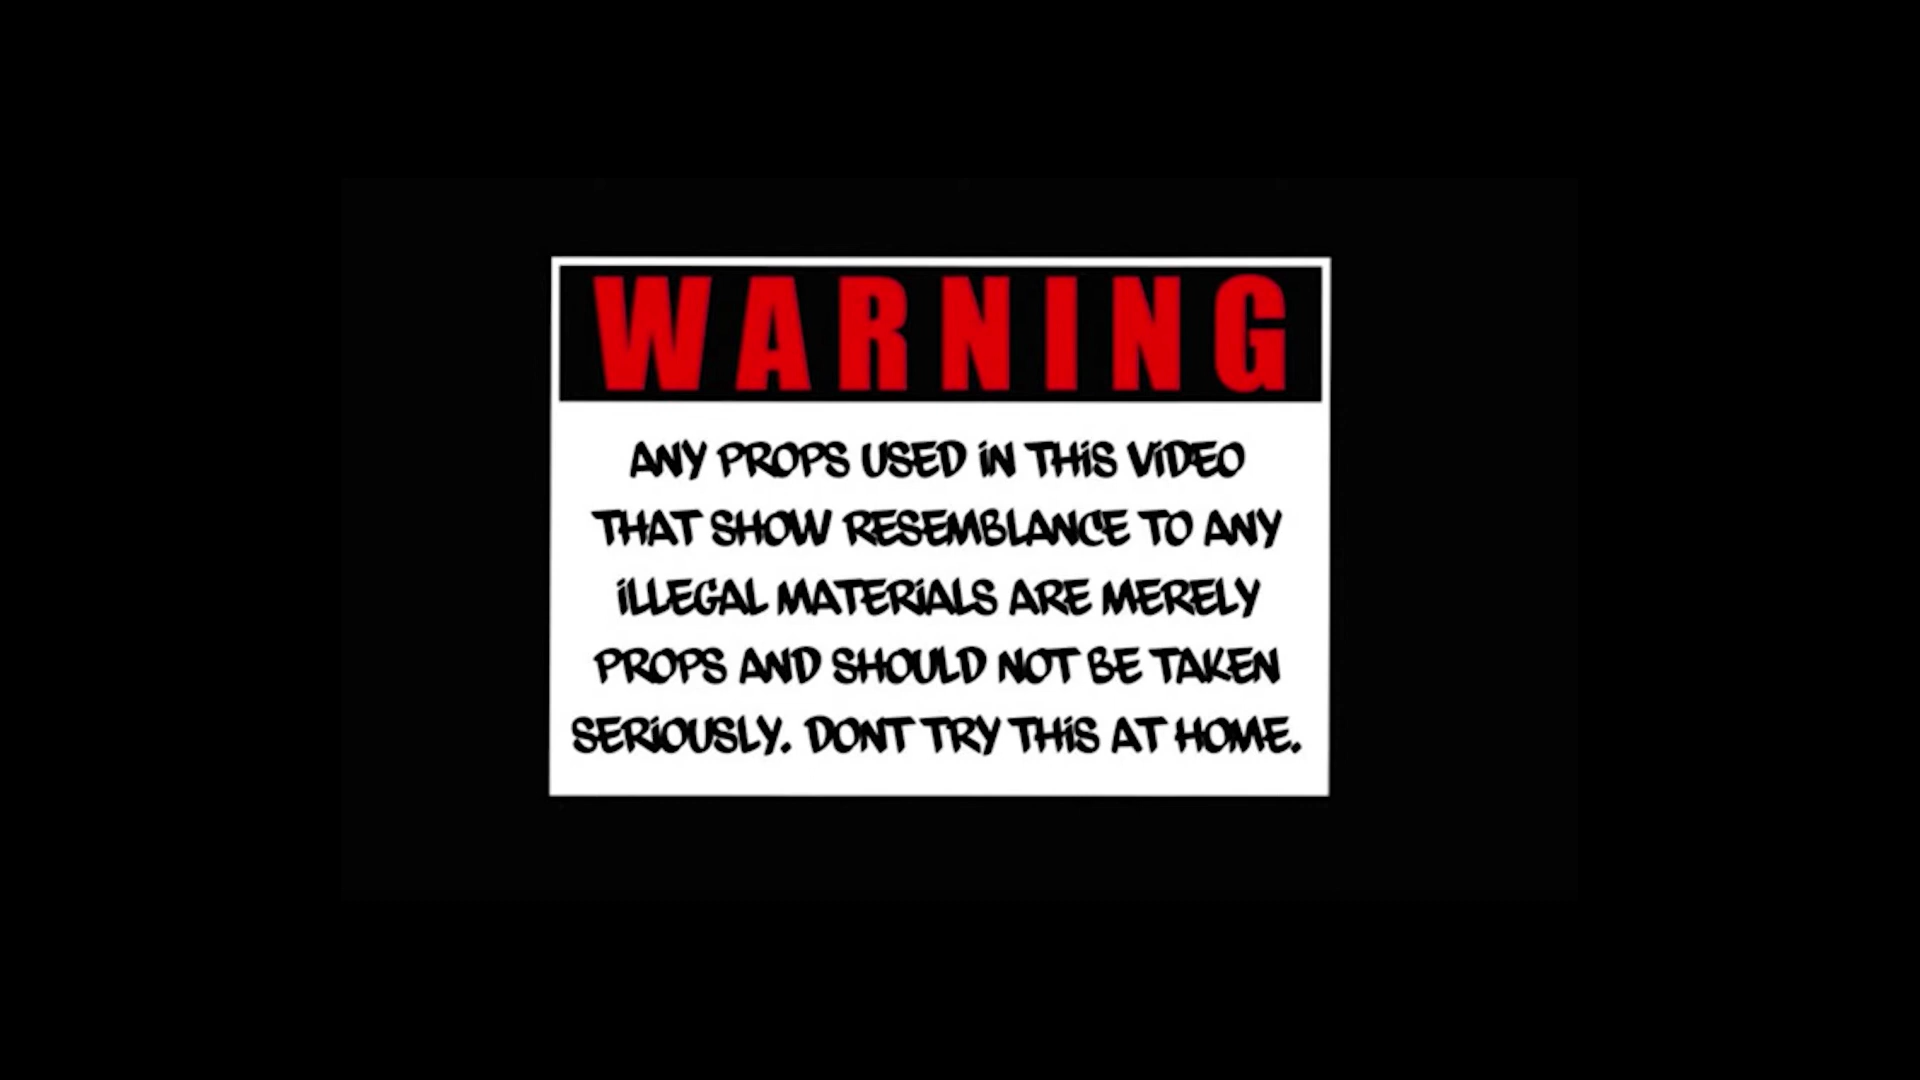 WARNING
ANY PROPS USED iN THiS ViDEO
THAT SHOW RESEMBLANCE TO ANY
iLLEGAL MATERiALS ARE MERELY
PROPS AND SHOULD NOT BE TAKEN
SERiOUSLY. DONT TRY THiS AT HOME.